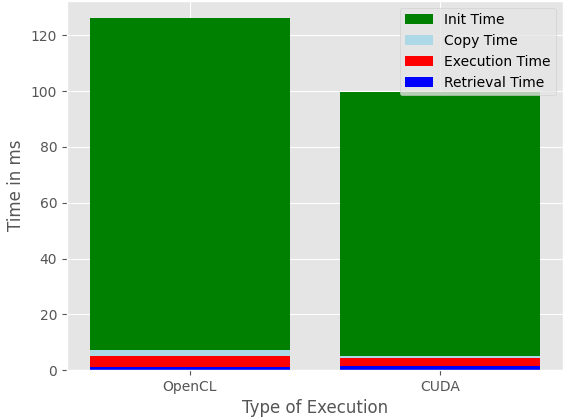 Init Time
Copy Time
Execution Time
Retrieval Time
120
100
80
60
40
20
0
Time in ms
OpenCL
CUDA
Type of Execution